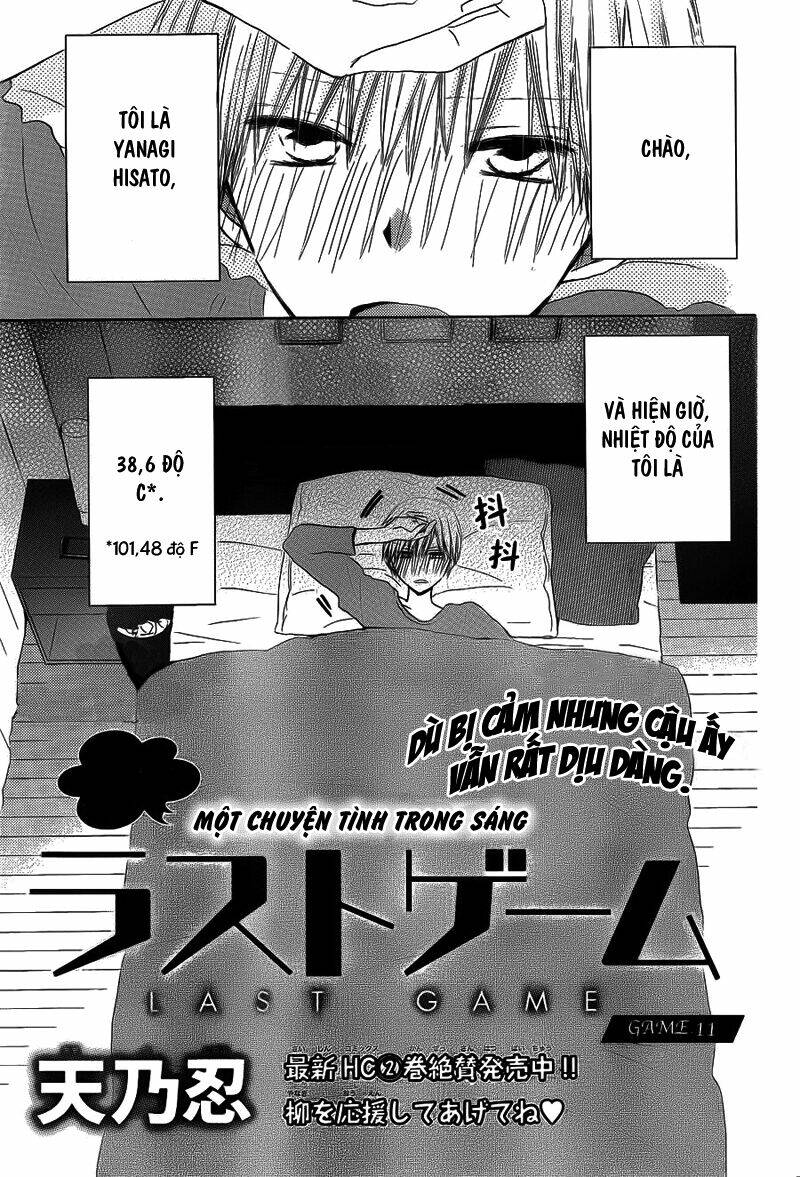 CHÀO,
TÔI LÀ
YANAGI
HISATO,
VÀ HIỆN GIỜ,
NHIỆT ĐỘ CỦA
TÔI LÀ
38,6 ĐỘ
C*.
*101,48 độ F
抖
抖
DÙ BỊ CẢM NHƯNG CẬU ẤY
VẪN RẤT DỊU DÀNG.
MỘT CHUYỆN TÌNH TRONG SÁNG
ラストゲーム
LAST GAME
GAME 11
天乃忍
最新HC②巻絶賛発売中!!
柳を応援してあげてね♥